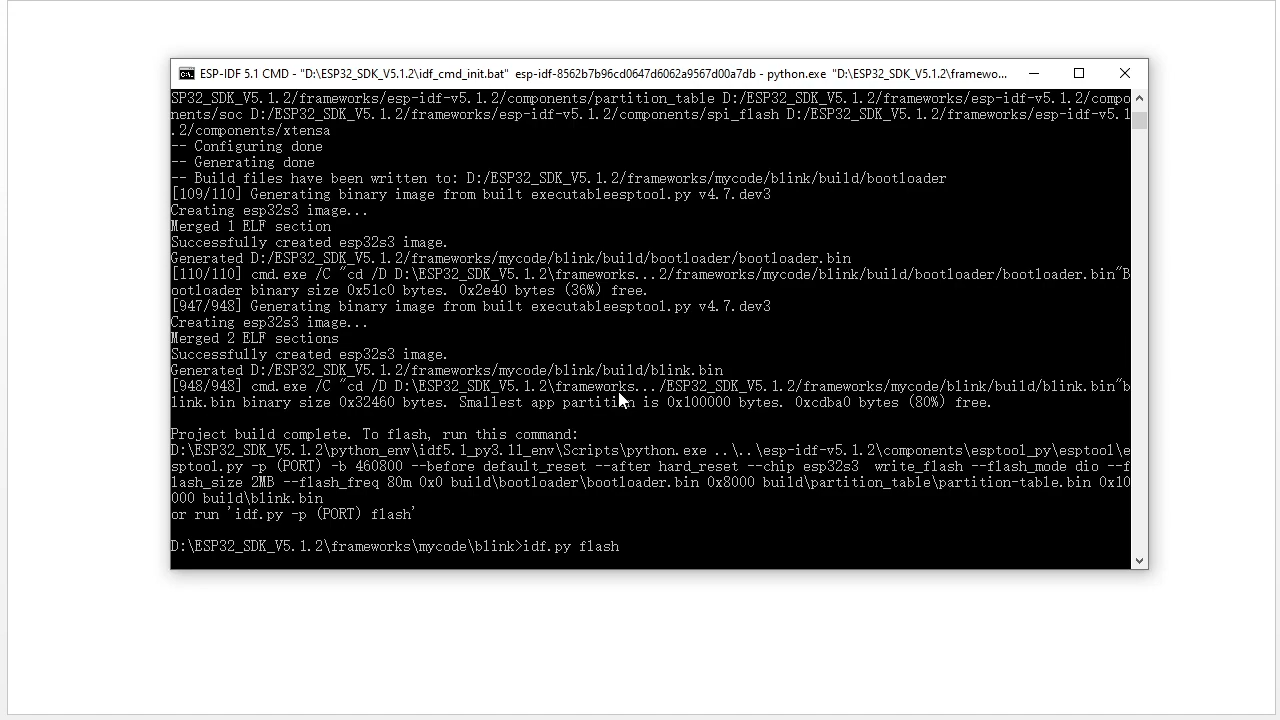 ESP-IDF 5.1 CMD - "D:\ESP32_SDK_V5.1.2\idf_cmd_init.bat"  esp-idf-8562b7b96cd0647d6062a9567d00a7db - python.exe  "D:\ESP32_SDK_V5.1.2\framewo...
SP32_SDK_V5.1.2/frameworks/esp-idf-v5.1.2/components/partition_table D:/ESP32_SDK_V5.1.2/frameworks/esp-idf-v5.1.2/compo
nents/soc D:/ESP32_SDK_V5.1.2/frameworks/esp-idf-v5.1.2/components/spi_flash D:/ESP32_SDK_V5.1.2/frameworks/esp-idf-v5.1
.2/components/xtensa
-- Configuring done
-- Generating done
-- Build files have been written to: D:/ESP32_SDK_V5.1.2/frameworks/mycode/blink/build/bootloader
[109/110] Generating binary image from built executableesptool.py v4.7.dev3
Creating esp32s3 image...
Merged 1 ELF section
Successfully created esp32s3 image.
Generated D:/ESP32_SDK_V5.1.2/frameworks/mycode/blink/build/bootloader/bootloader.bin
[110/110] cmd.exe /C "cd /D D:\ESP32_SDK_V5.1.2\frameworks...2/frameworks/mycode/blink/build/bootloader/bootloader.bin"B
ootloader binary size 0x51c0 bytes. 0x2e40 bytes (36%) free.
[947/948] Generating binary image from built executableesptool.py v4.7.dev3
Creating esp32s3 image...
Merged 2 ELF sections
Successfully created esp32s3 image.
Generated D:/ESP32_SDK_V5.1.2/frameworks/mycode/blink/build/blink.bin
[948/948] cmd.exe /C "cd /D D:\ESP32_SDK_V5.1.2\frameworks.../ESP32_SDK_V5.1.2/frameworks/mycode/blink/build/blink.bin"b
link.bin binary size 0x32460 bytes. Smallest app partition is 0x100000 bytes. 0xcdba0 bytes (80%) free.
Project build complete. To flash, run this command:
D:\ESP32_SDK_V5.1.2\python_env\idf5.1_py3.11_env\Scripts\python.exe ..\..\esp-idf-v5.1.2\components\esptool_py\esptool\e
sptool.py -p (PORT) -b 460800 --before default_reset --after hard_reset --chip esp32s3  write_flash --flash_mode dio --f
lash_size 2MB --flash_freq 80m 0x0 build\bootloader\bootloader.bin 0x8000 build\partition_table\partition-table.bin 0x10
000 build\blink.bin
or run 'idf.py -p (PORT) flash'
D:\ESP32_SDK_V5.1.2\frameworks\mycode\blink>idf.py flash